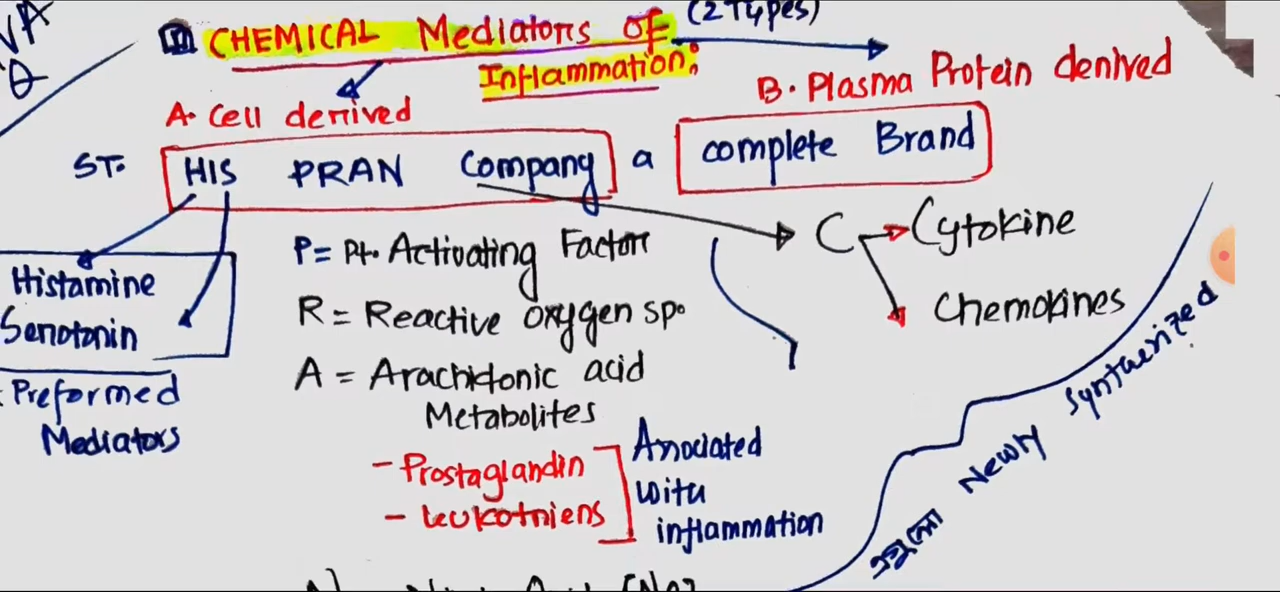 CHEMICAL Mediators OF (2 Types)
Inflammation:
A. Cell derived
B. Plasma Protein derived
ST. HIS PRAN Company a complete Brand
Histamine
Serotonin
Preformed
Mediators
P = Pt. Activating Factor
R = Reactive oxygen sp.
A = Arachidonic acid
Metabolites
- Prostaglandin
- Leukotriens
Associated
with
inflammation
C Cytokine
Chemokines
Newly Synthesized